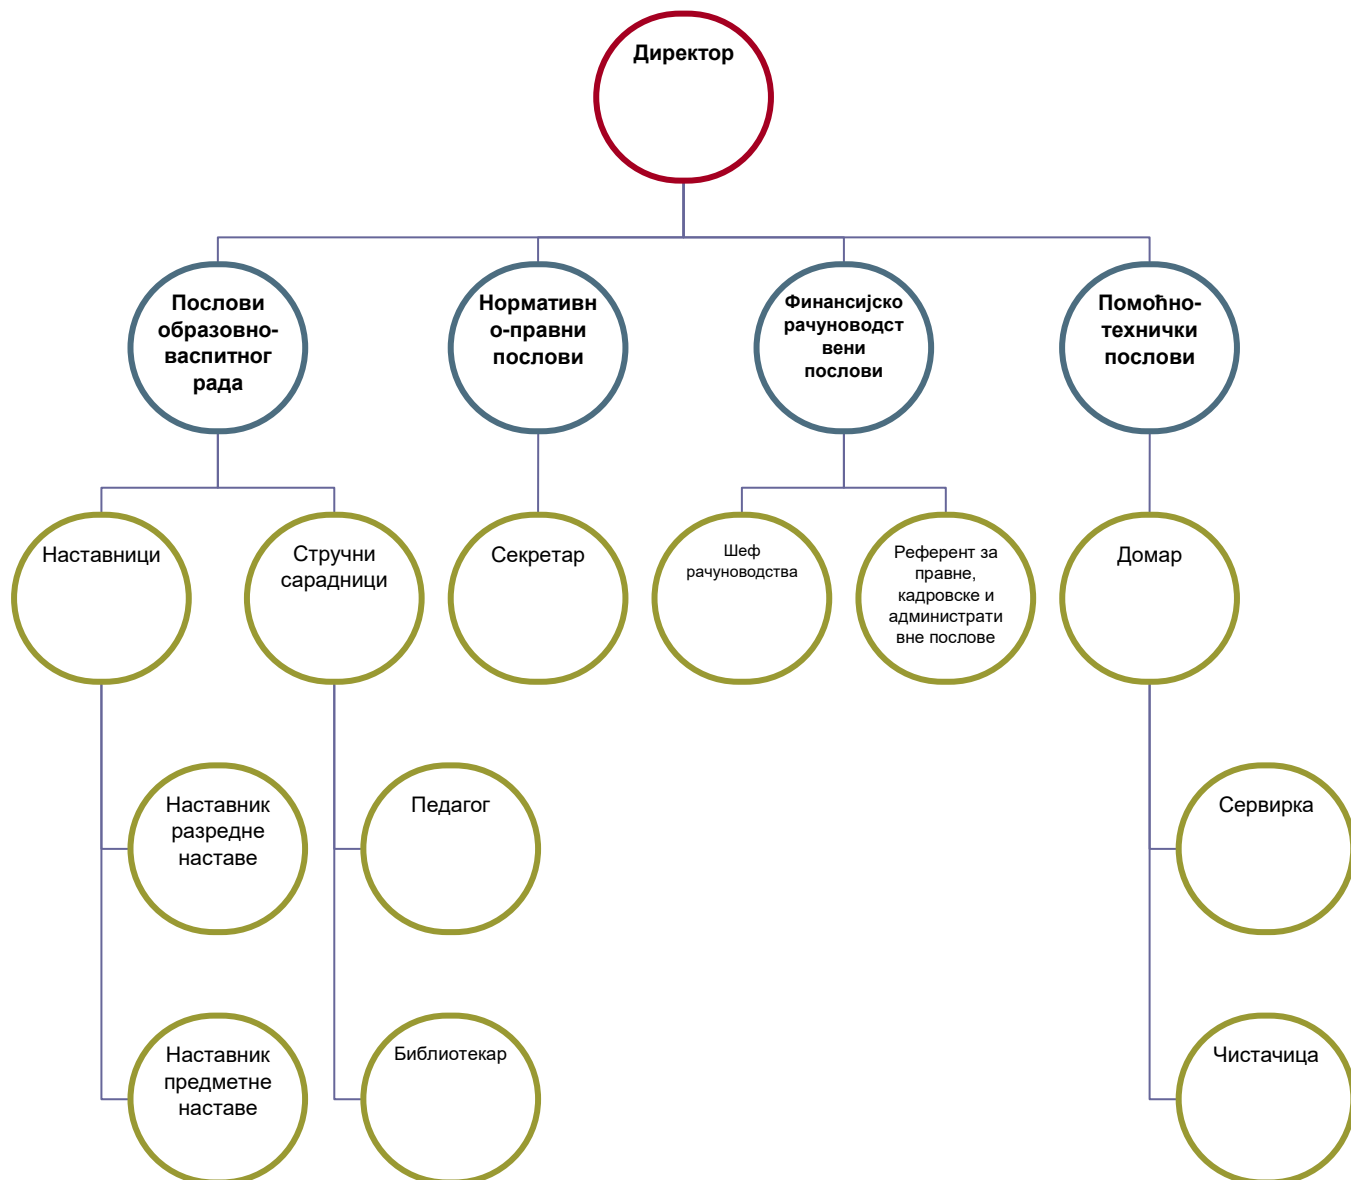 Директор
Послови
образовно-
васпитног
рада
Нормативн
о-правни
послови
Финансијско
рачуноводст
вени
послови
Помоћно-
технички
послови
Наставници
Стручни
сарадници
Секретар
Шеф
рачуноводства
Референт за
правне,
кадровске и
администрати
вне послове
Домар
Наставник
разредне
наставе
Педагог
Сервирка
Наставник
предметне
наставе
Библиотекар
Чистачица